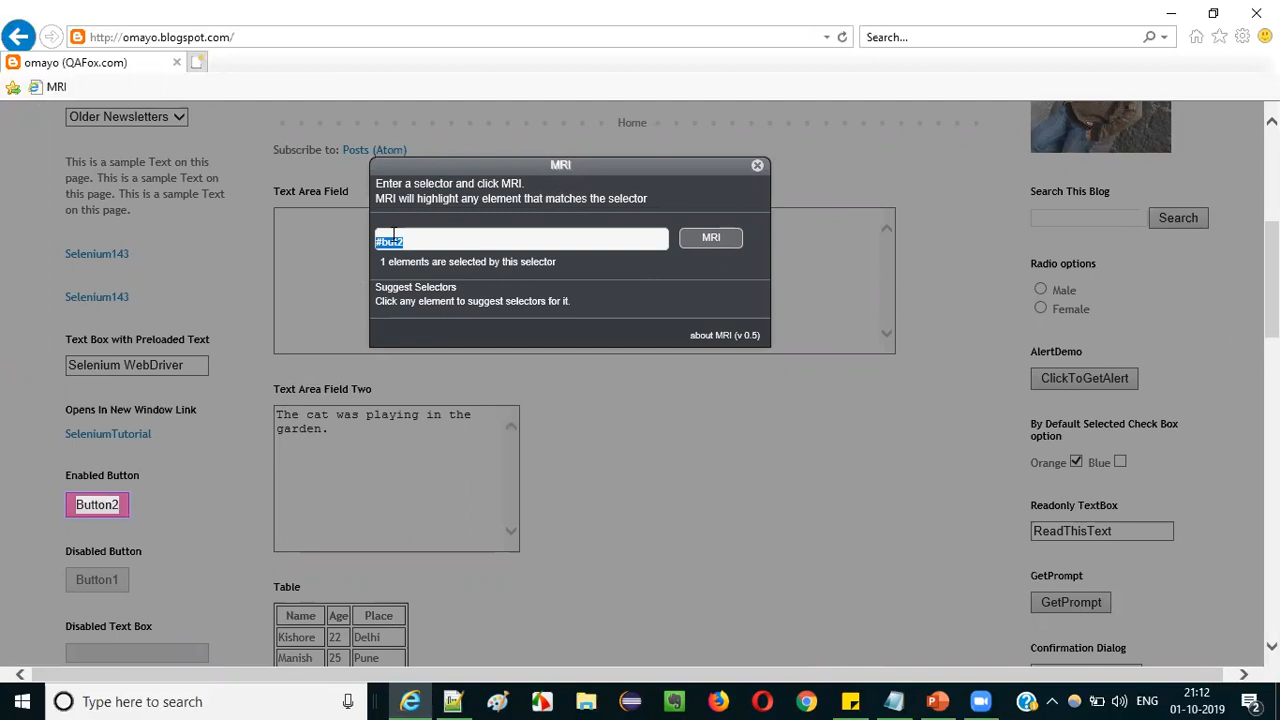 http://omayo.blogspot.com/
Search...
omayo (QAFox.com)
MRI
Older Newsletters
Home
This is a sample Text on this
page. This is a sample Text on
this page. This is a sample Text
on this page.
Subscribe to: Posts (Atom)
Text Area Field
MRI
Enter a selector and click MRI.
MRI will highlight any element that matches the selector
#but2
MRI
1 elements are selected by this selector
Suggest Selectors
Click any element to suggest selectors for it.
about MRI (v 0.5)
Selenium143
Selenium143
Text Box with Preloaded Text
Selenium WebDriver
Opens In New Window Link
SeleniumTutorial
Enabled Button
Button2
Disabled Button
Button1
Disabled Text Box
Text Area Field Two
The cat was playing in the
garden.
Table
Name Age Place
Kishore 22 Delhi
Manish 25 Pune
Search This Blog
Search
Radio options
Male
Female
AlertDemo
ClickToGetAlert
By Default Selected Check Box
option
Orange Blue
Readonly TextBox
ReadThisText
GetPrompt
GetPrompt
Confirmation Dialog
Type here to search
ENG
21:12
01-10-2019
2